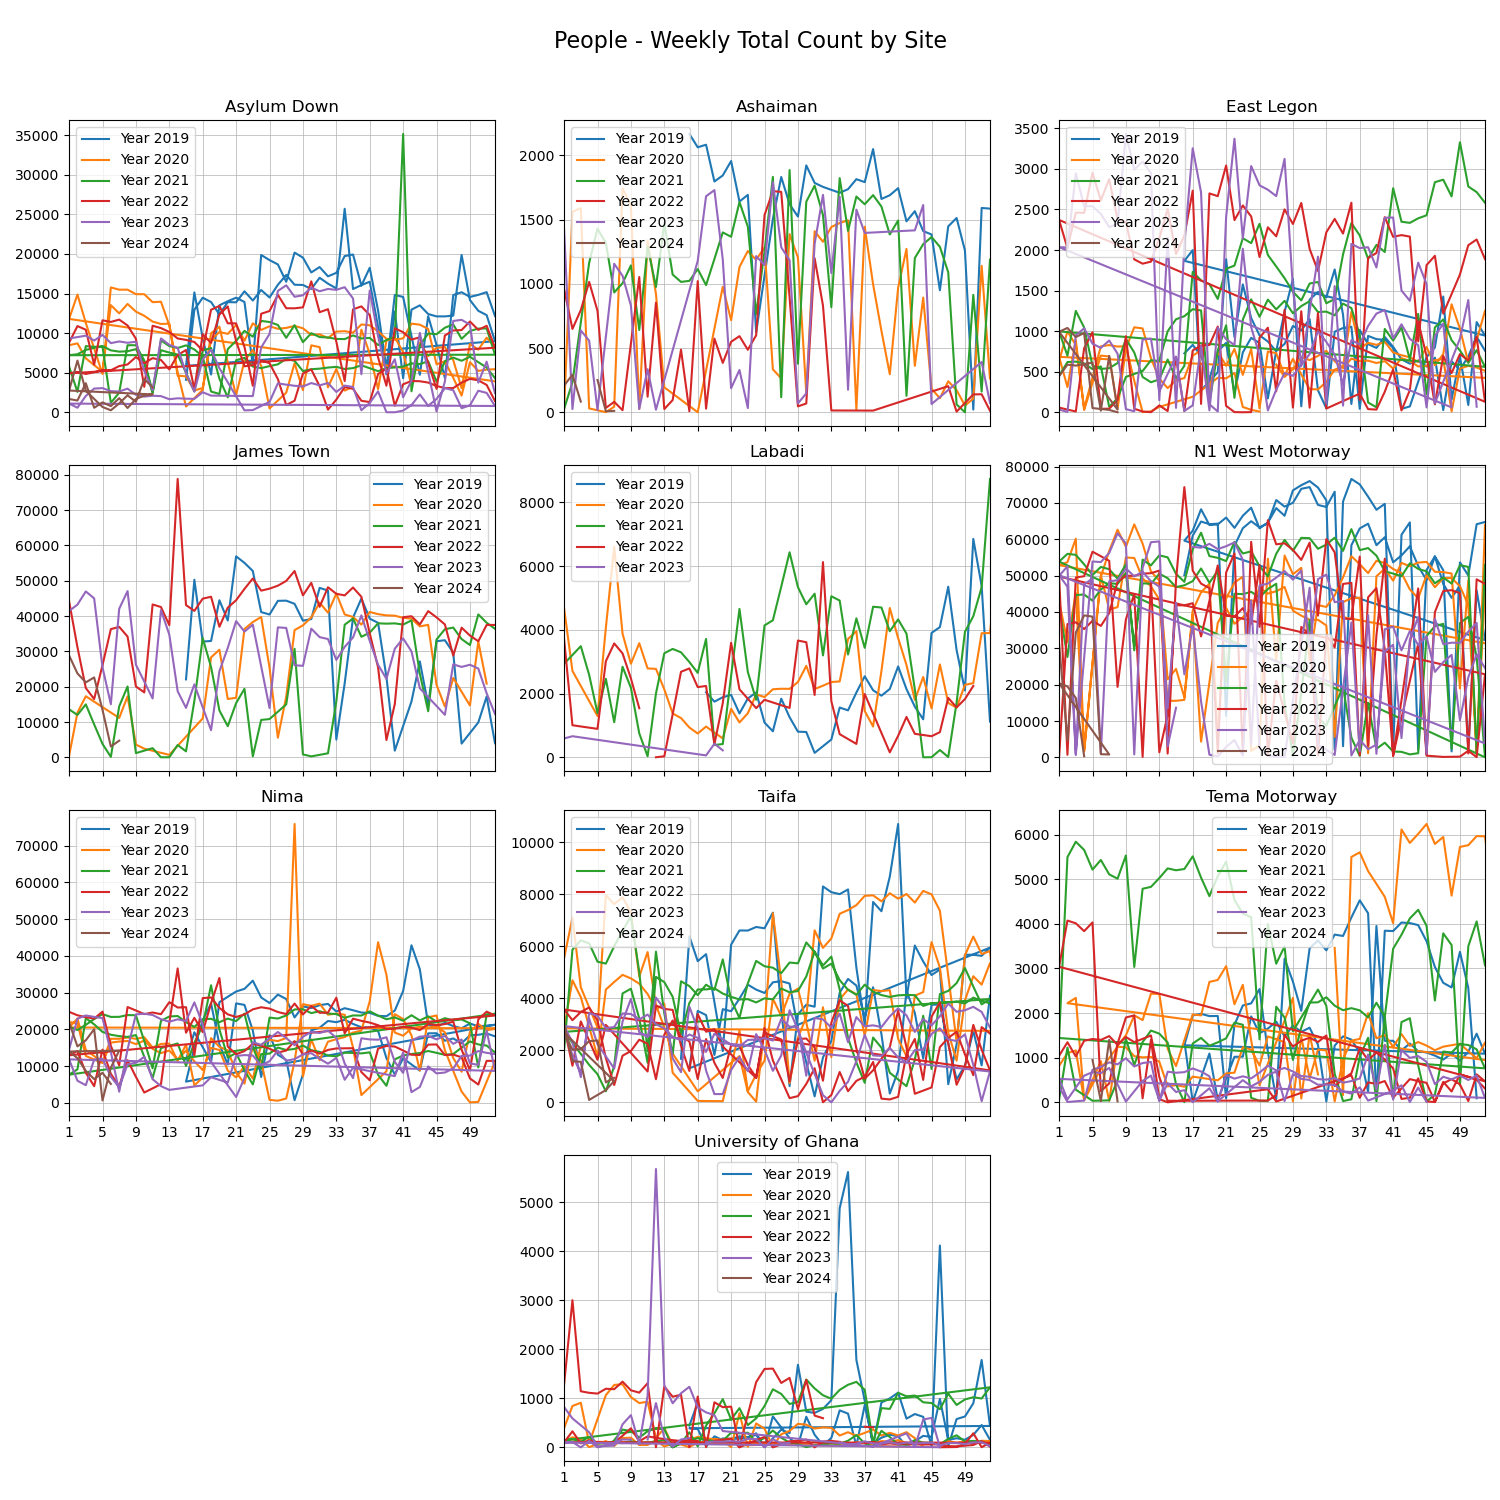 People - Weekly Total Count by Site
Asylum Down
35000
30000
25000
20000
15000
10000
5000
0
Year 2019
Year 2020
Year 2021
Year 2022
Year 2023
Year 2024
Ashaiman
2000
1500
1000
500
0
Year 2019
Year 2020
Year 2021
Year 2022
Year 2023
Year 2024
East Legon
3500
3000
2500
2000
1500
1000
500
0
Year 2019
Year 2020
Year 2021
Year 2022
Year 2023
Year 2024
James Town
80000
70000
60000
50000
40000
30000
20000
10000
0
Year 2019
Year 2020
Year 2021
Year 2022
Year 2023
Year 2024
Labadi
8000
6000
4000
2000
0
Year 2019
Year 2020
Year 2021
Year 2022
Year 2023
N1 West Motorway
80000
70000
60000
50000
40000
30000
20000
10000
0
Year 2019
Year 2020
Year 2021
Year 2022
Year 2023
Year 2024
Nima
70000
60000
50000
40000
30000
20000
10000
0
Year 2019
Year 2020
Year 2021
Year 2022
Year 2023
Year 2024
1 5 9 13 17 21 25 29 33 37 41 45 49
Taifa
10000
8000
6000
4000
2000
0
Year 2019
Year 2020
Year 2021
Year 2022
Year 2023
Year 2024
Tema Motorway
6000
5000
4000
3000
2000
1000
0
Year 2019
Year 2020
Year 2021
Year 2022
Year 2023
Year 2024
1 5 9 13 17 21 25 29 33 37 41 45 49
University of Ghana
5000
4000
3000
2000
1000
0
Year 2019
Year 2020
Year 2021
Year 2022
Year 2023
Year 2024
1 5 9 13 17 21 25 29 33 37 41 45 49